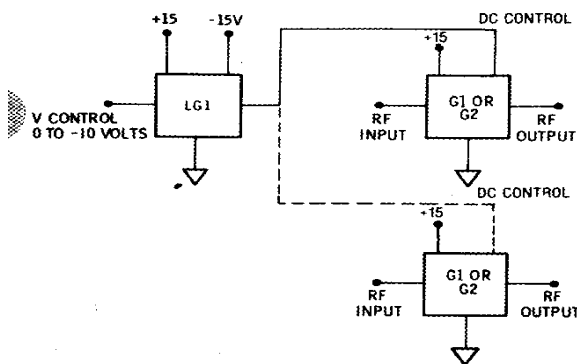 +15
-15V
LG1
V CONTROL
0 TO -10 VOLTS
DC CONTROL
+15
G1 OR
G2
RF
INPUT
RF
OUTPUT
DC CONTROL
+15
G1 OR
G2
RF
INPUT
RF
OUTPUT